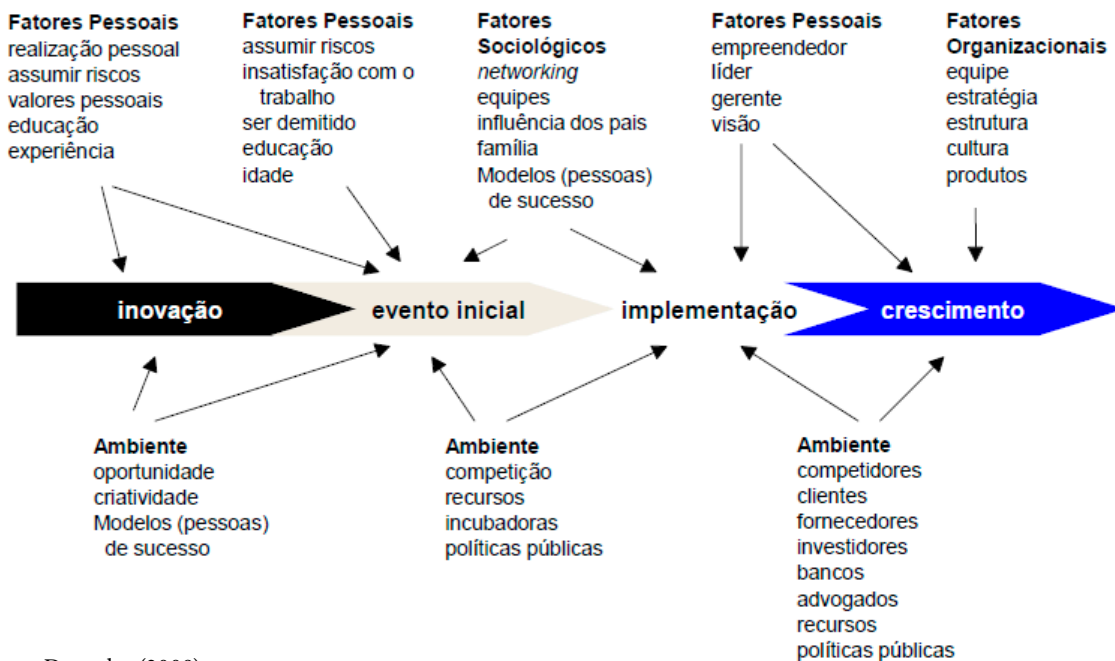 Fatores Pessoais
realização pessoal
assumir riscos
valores pessoais
educação
experiência
Fatores Pessoais
assumir riscos
insatisfação com o
trabalho
ser demitido
educação
idade
Fatores
Sociológicos
networking
equipes
influência dos pais
família
Modelos (pessoas)
de sucesso
Fatores Pessoais
empreendedor
líder
gerente
visão
Fatores
Organizacionais
equipe
estratégia
estrutura
cultura
produtos
inovação
evento inicial
implementação
crescimento
Ambiente
oportunidade
criatividade
Modelos (pessoas)
de sucesso
Ambiente
competição
recursos
incubadoras
políticas públicas
Ambiente
competidores
clientes
fornecedores
investidores
bancos
advogados
recursos
políticas públicas